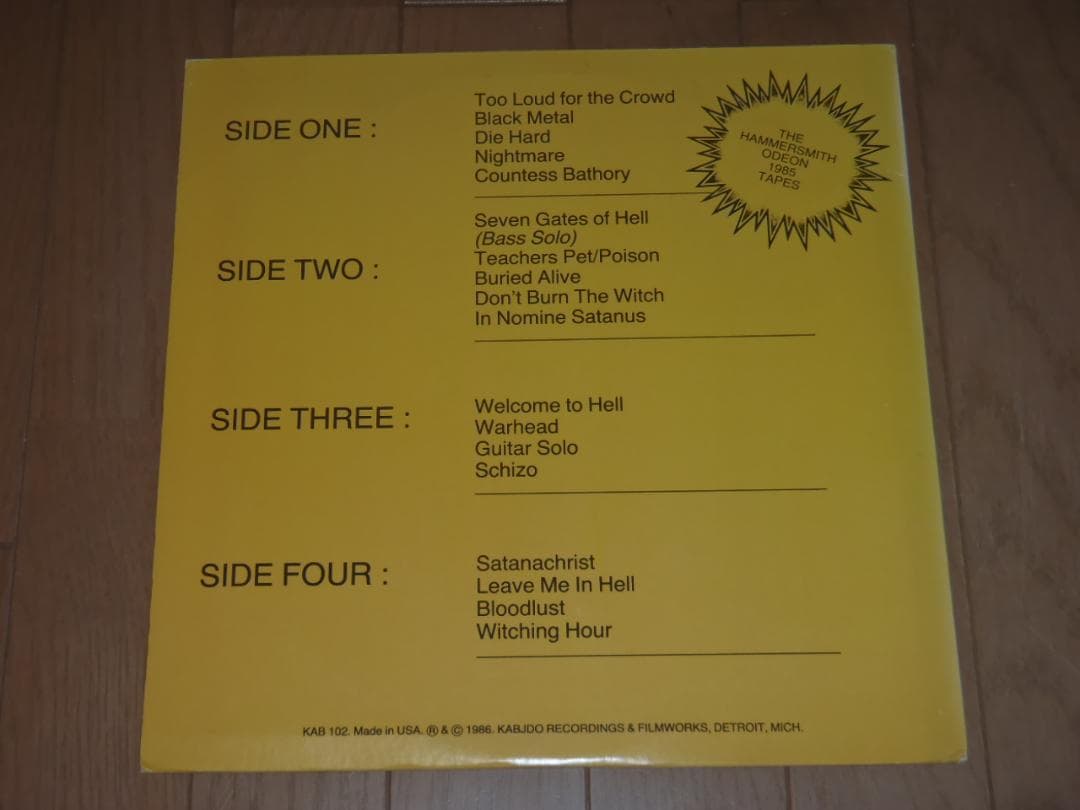 SIDE ONE :
Too Loud for the Crowd
Black Metal
Die Hard
Nightmare
Countess Bathory
THE
HAMMERSMITH
ODEON
1985
TAPES
SIDE TWO :
Seven Gates of Hell
(Bass Solo)
Teachers Pet/Poison
Buried Alive
Don't Burn The Witch
In Nomine Satanus
SIDE THREE :
Welcome to Hell
Warhead
Guitar Solo
Schizo
SIDE FOUR :
Satanachrist
Leave Me In Hell
Bloodlust
Witching Hour
KAB 102. Made in USA. ® & © 1986. KABJDO RECORDINGS & FILMWORKS, DETROIT, MICH.